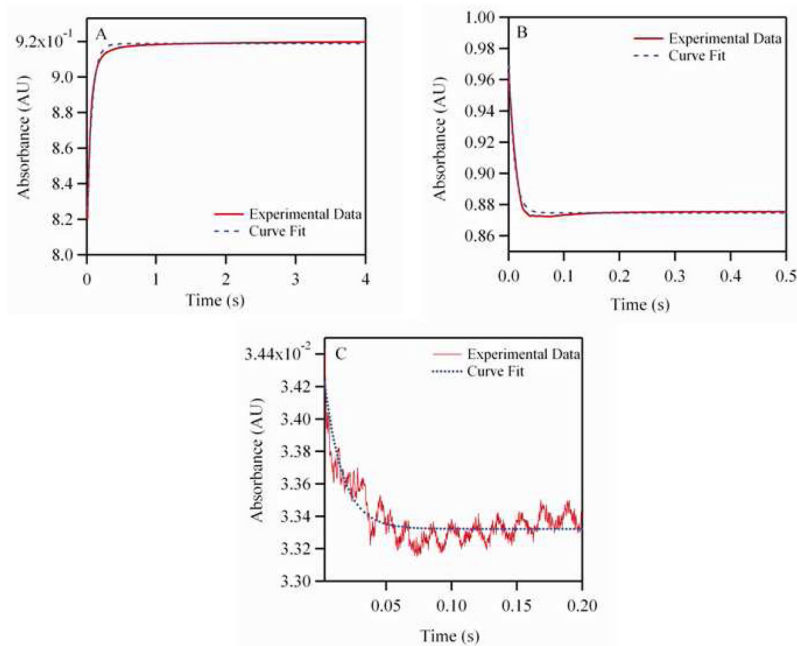 A
9.2x10⁻¹
9.0
8.8
8.6
8.4
8.2
8.0
Absorbance (AU)
Experimental Data
Curve Fit
0
1
2
3
4
Time (s)
B
1.00
0.96
0.92
0.90
0.88
0.86
Absorbance (AU)
Experimental Data
Curve Fit
0.0
0.1
0.2
0.3
0.4
0.5
Time (s)
C
3.44x10⁻²
3.42
3.40
3.38
3.36
3.34
3.32
3.30
Absorbance (AU)
Experimental Data
Curve Fit
0.05
0.10
0.15
0.20
Time (s)